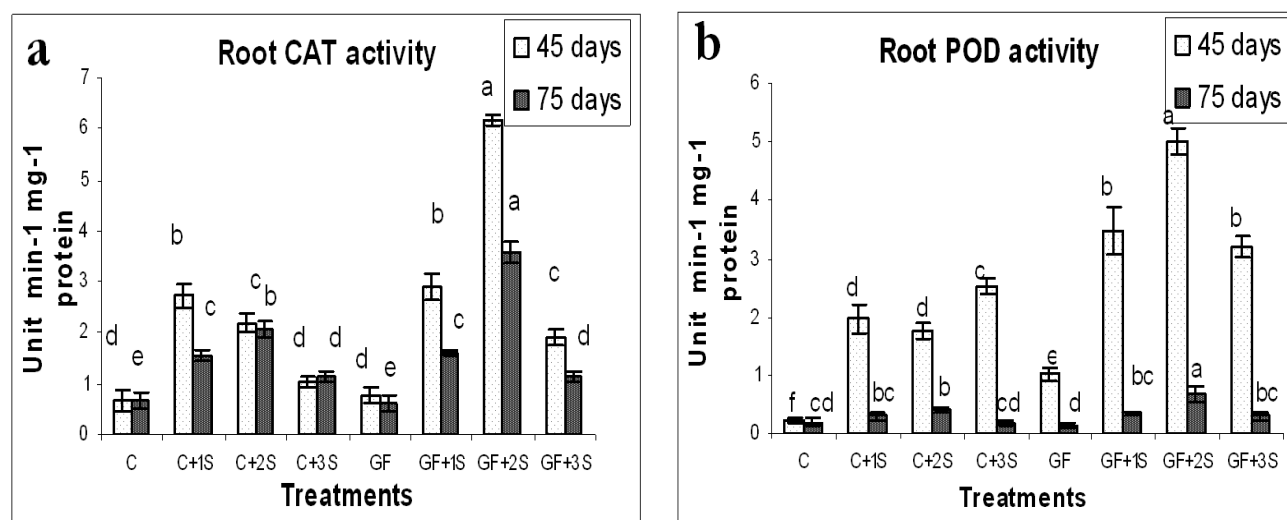 a
Root CAT activity
45 days
75 days
Unit min-1 mg-1
protein
7
6
5
4
3
2
1
0
d
e
b
c
c
b
d
d
d
e
b
c
a
a
c
d
C
C+1S
C+2S
C+3S
GF
GF+1S
GF+2S
GF+3S
Treatments
b
Root POD activity
45 days
75 days
Unit min-1 mg-1
protein
6
5
4
3
2
1
0
f
cd
d
bc
d
b
c
cd
e
d
b
bc
a
a
b
bc
C
C+1S
C+2S
C+3S
GF
GF+1S
GF+2S
GF+3S
Treatments